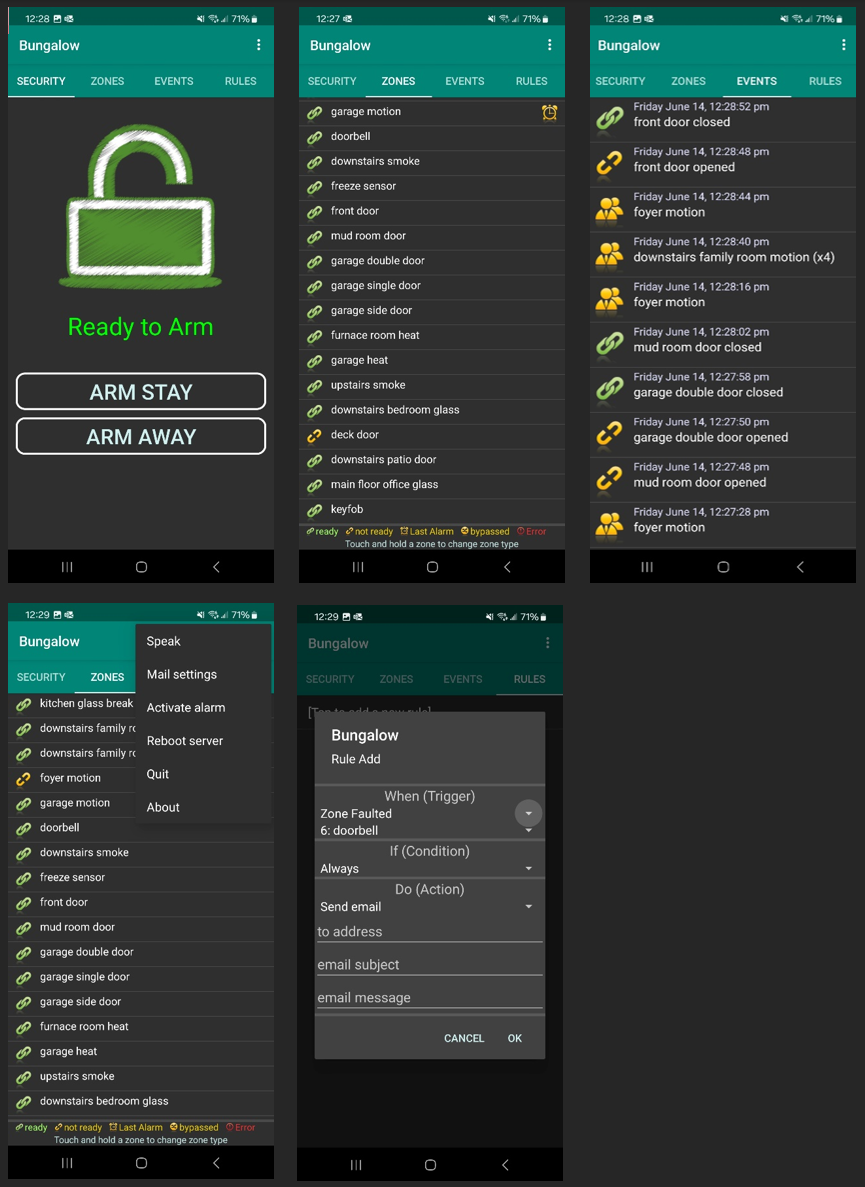 12:28 71%
Bungalow
SECURITY ZONES EVENTS RULES
Ready to Arm
ARM STAY
ARM AWAY
12:27 71%
Bungalow
SECURITY ZONES EVENTS RULES
garage motion
doorbell
downstairs smoke
freeze sensor
front door
mud room door
garage double door
garage single door
garage side door
furnace room heat
garage heat
upstairs smoke
downstairs bedroom glass
deck door
downstairs patio door
main floor office glass
keyfob
ready not ready Last Alarm bypassed Error
Touch and hold a zone to change zone type
12:28 71%
Bungalow
SECURITY ZONES EVENTS RULES
Friday June 14, 12:28:52 pm
front door closed
Friday June 14, 12:28:48 pm
front door opened
Friday June 14, 12:28:44 pm
foyer motion
Friday June 14, 12:28:40 pm
downstairs family room motion (x4)
Friday June 14, 12:28:16 pm
foyer motion
Friday June 14, 12:28:02 pm
mud room door closed
Friday June 14, 12:27:58 pm
garage double door closed
Friday June 14, 12:27:50 pm
garage double door opened
Friday June 14, 12:27:48 pm
mud room door opened
Friday June 14, 12:27:28 pm
foyer motion
12:29 71%
Bungalow
SECURITY ZONES
Speak
Mail settings
Activate alarm
Reboot server
Quit
About
kitchen glass break
downstairs family ro
downstairs family ro
foyer motion
garage motion
doorbell
downstairs smoke
freeze sensor
front door
mud room door
garage double door
garage single door
garage side door
furnace room heat
garage heat
upstairs smoke
downstairs bedroom glass
ready not ready Last Alarm bypassed Error
Touch and hold a zone to change zone type
12:29 71%
Bungalow
SECURITY ZONES EVENTS RULES
[Tap to add a new rule]
Bungalow
Rule Add
When (Trigger)
Zone Faulted
6: doorbell
If (Condition)
Always
Do (Action)
Send email
to address
email subject
email message
CANCEL OK